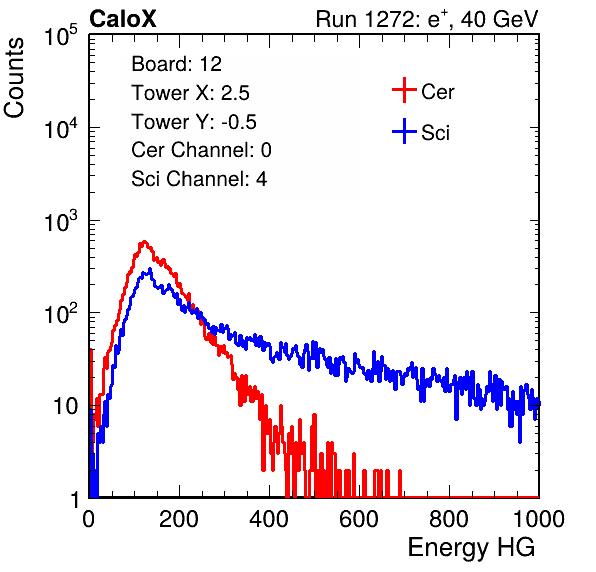 CaloX Run 1272: e⁺, 40 GeV
Board: 12
Tower X: 2.5
Tower Y: -0.5
Cer Channel: 0
Sci Channel: 4
Cer
Sci
Counts
10⁵
10⁴
10³
10²
10
1
0 200 400 600 800 1000
Energy HG